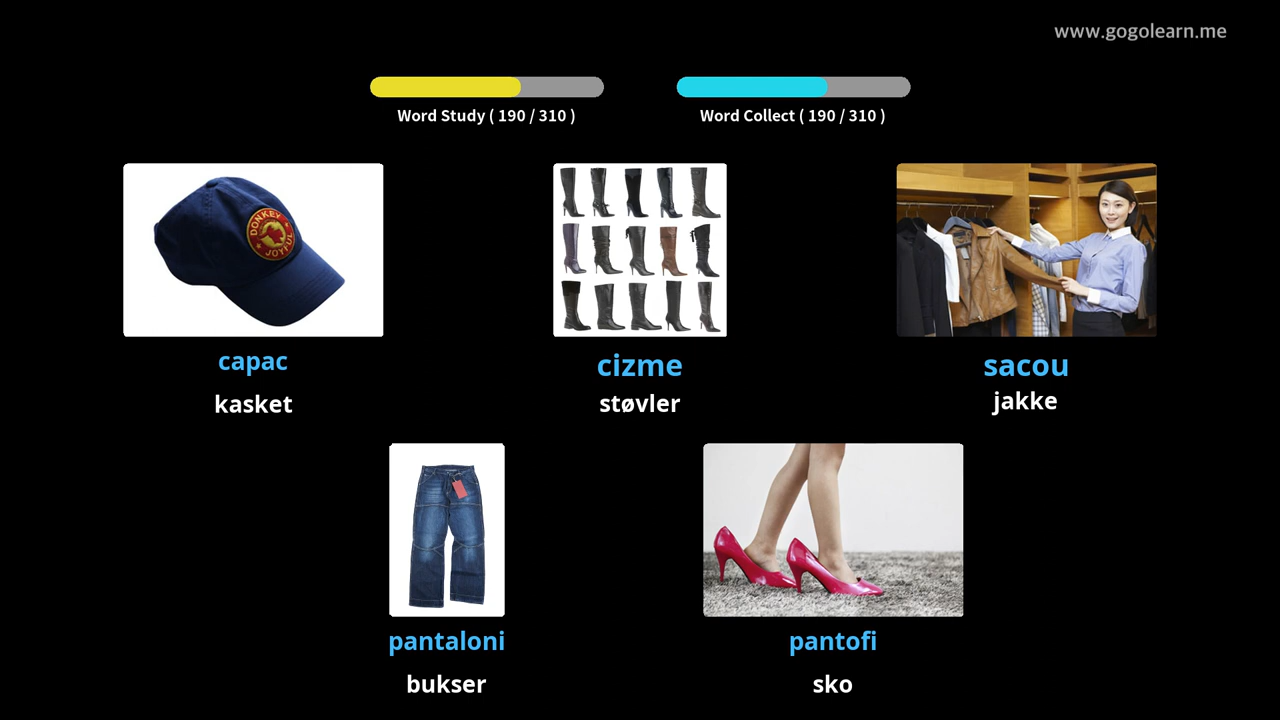 www.gogolearn.me
Word Study ( 190 / 310 )
Word Collect ( 190 / 310 )
DONKEY
JOYFUL
capac
kasket
cizme
støvler
sacou
jakke
pantaloni
bukser
pantofi
sko